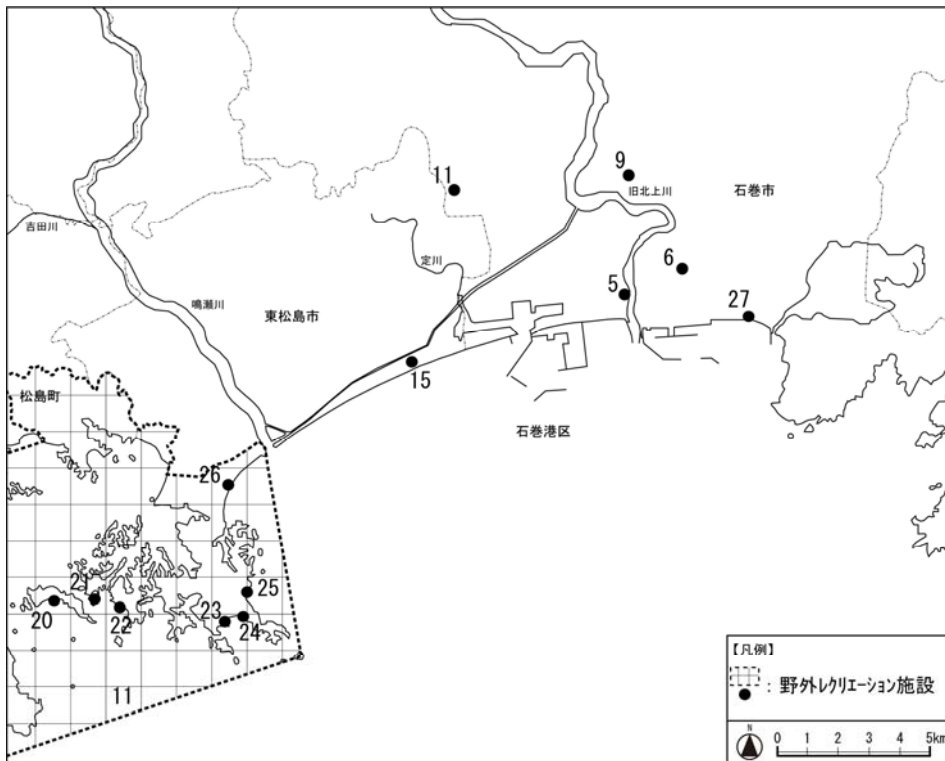 9
11
旧北上川
石巻市
吉田川
定川
6
5
27
鳴瀬川
東松島市
15
松島町
石巻港区
26
21
25
20
22
23
24
11
【凡例】
: 野外レクリエーション施設
N
0 1 2 3 4 5km